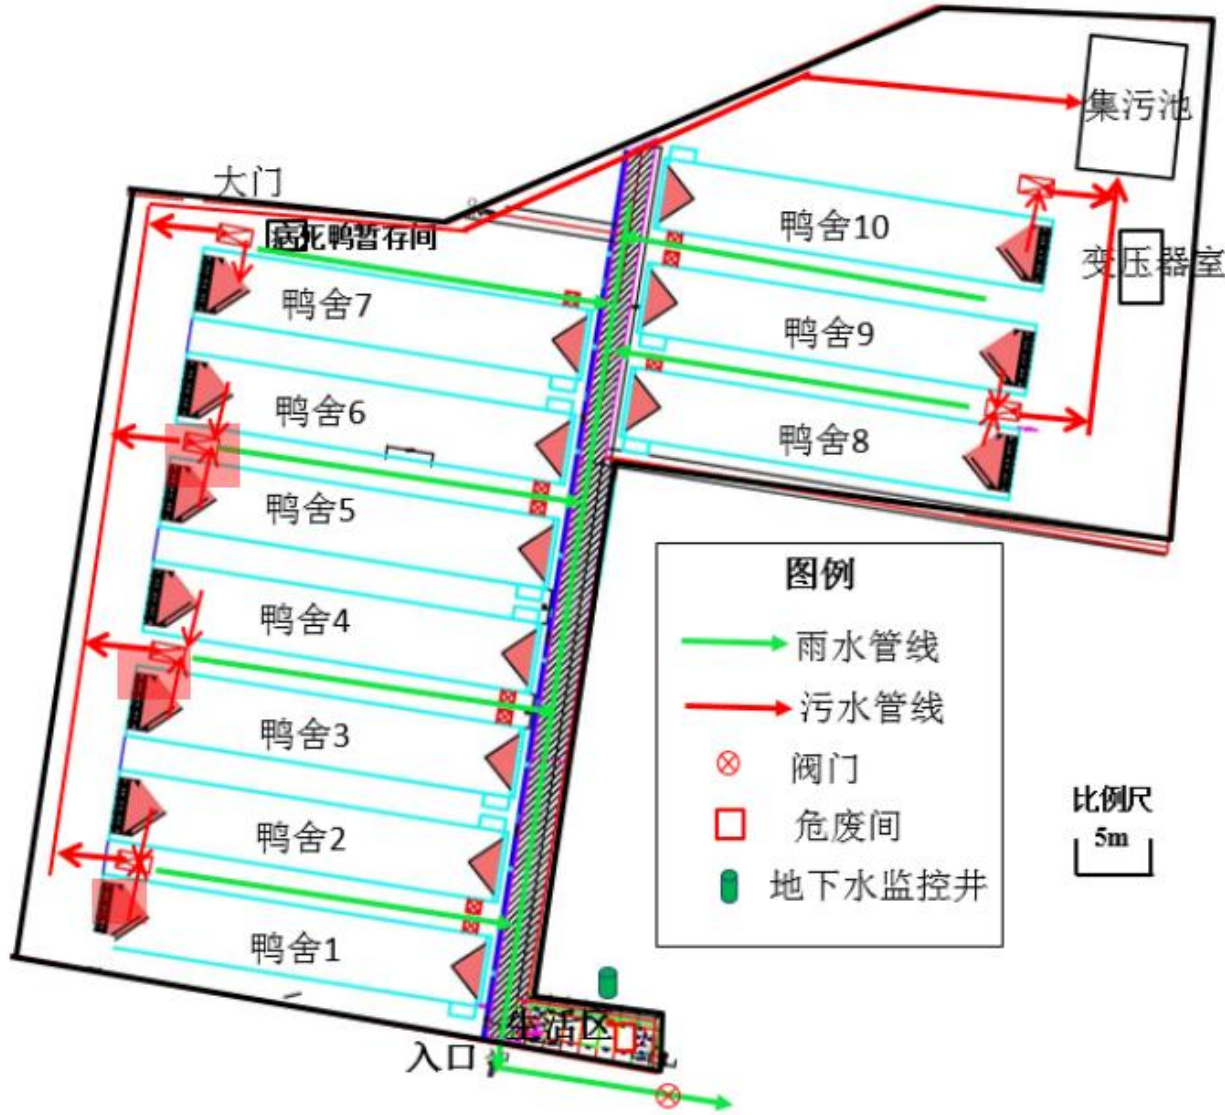 集污池
大门
病死鸭暂存间
鸭舍10
变压器室
鸭舍7
鸭舍9
鸭舍6
鸭舍8
鸭舍5
鸭舍4
鸭舍3
鸭舍2
鸭舍1
图例
雨水管线
污水管线
阀门
危废间
地下水监控井
比例尺
5m
生活区
入口